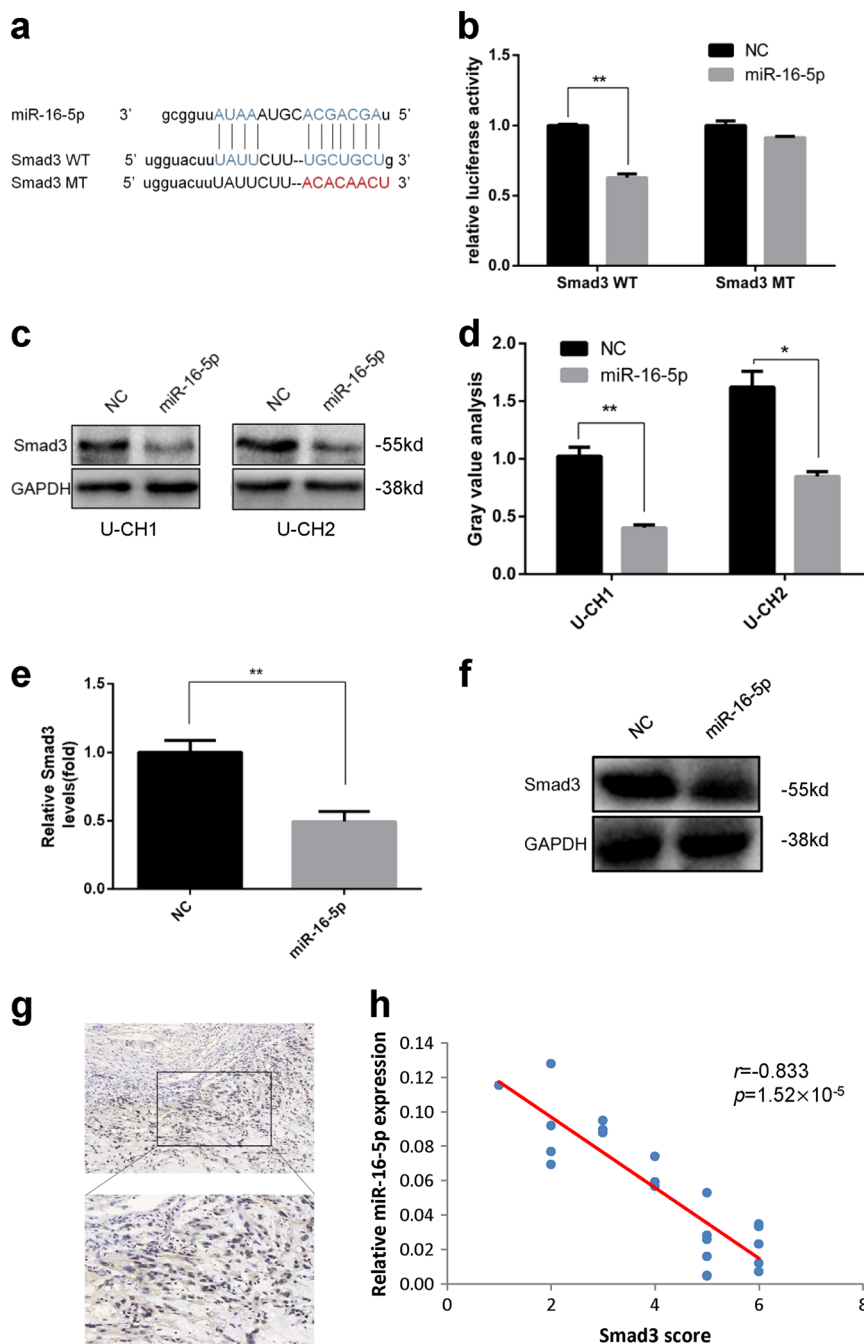 a
miR-16-5p 3' gcgguuAUAAAUGCACGACGAu 5'
Smad3 WT 5' ugguacuuUAUUCUU--UGCUGCUg 3'
Smad3 MT 5' ugguacuuUAUUCUU--ACACAACU 3'
b
NC
miR-16-5p
relative luciferase activity
1.5
1.0
0.5
0.0
**
Smad3 WT
Smad3 MT
c
NC
miR-16-5p
NC
miR-16-5p
Smad3
-55kd
GAPDH
-38kd
U-CH1
U-CH2
d
NC
miR-16-5p
Gray value analysis
2.0
1.5
1.0
0.5
0.0
**
*
U-CH1
U-CH2
e
Relative Smad3
levels(fold)
1.5
1.0
0.5
0.0
**
NC
miR-16-5p
f
NC
miR-16-5p
Smad3
-55kd
GAPDH
-38kd
g
h
Relative miR-16-5p expression
0.14
0.12
0.10
0.08
0.06
0.04
0.02
0.00
r=-0.833
p=1.52×10-5
0
2
4
6
8
Smad3 score